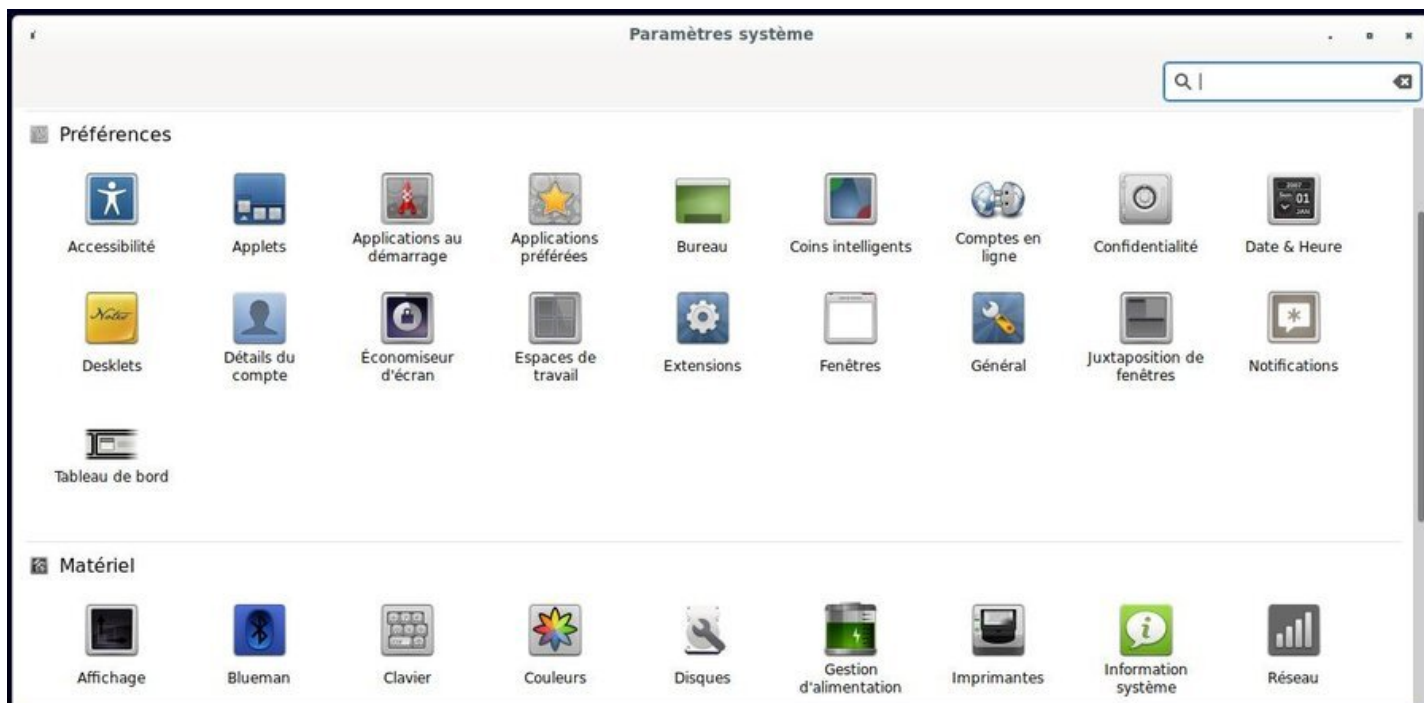 Paramètres système
Préférences
Accessibilité
Applets
Applications au
démarrage
Applications
préférées
Bureau
Coins intelligents
Comptes en
ligne
Confidentialité
Date & Heure
Desklets
Détails du
compte
Économiseur
d'écran
Espaces de
travail
Extensions
Fenêtres
Général
Juxtaposition de
fenêtres
Notifications
Tableau de bord
Matériel
Affichage
Blueman
Clavier
Couleurs
Disques
Gestion
d'alimentation
Imprimantes
Information
système
Réseau